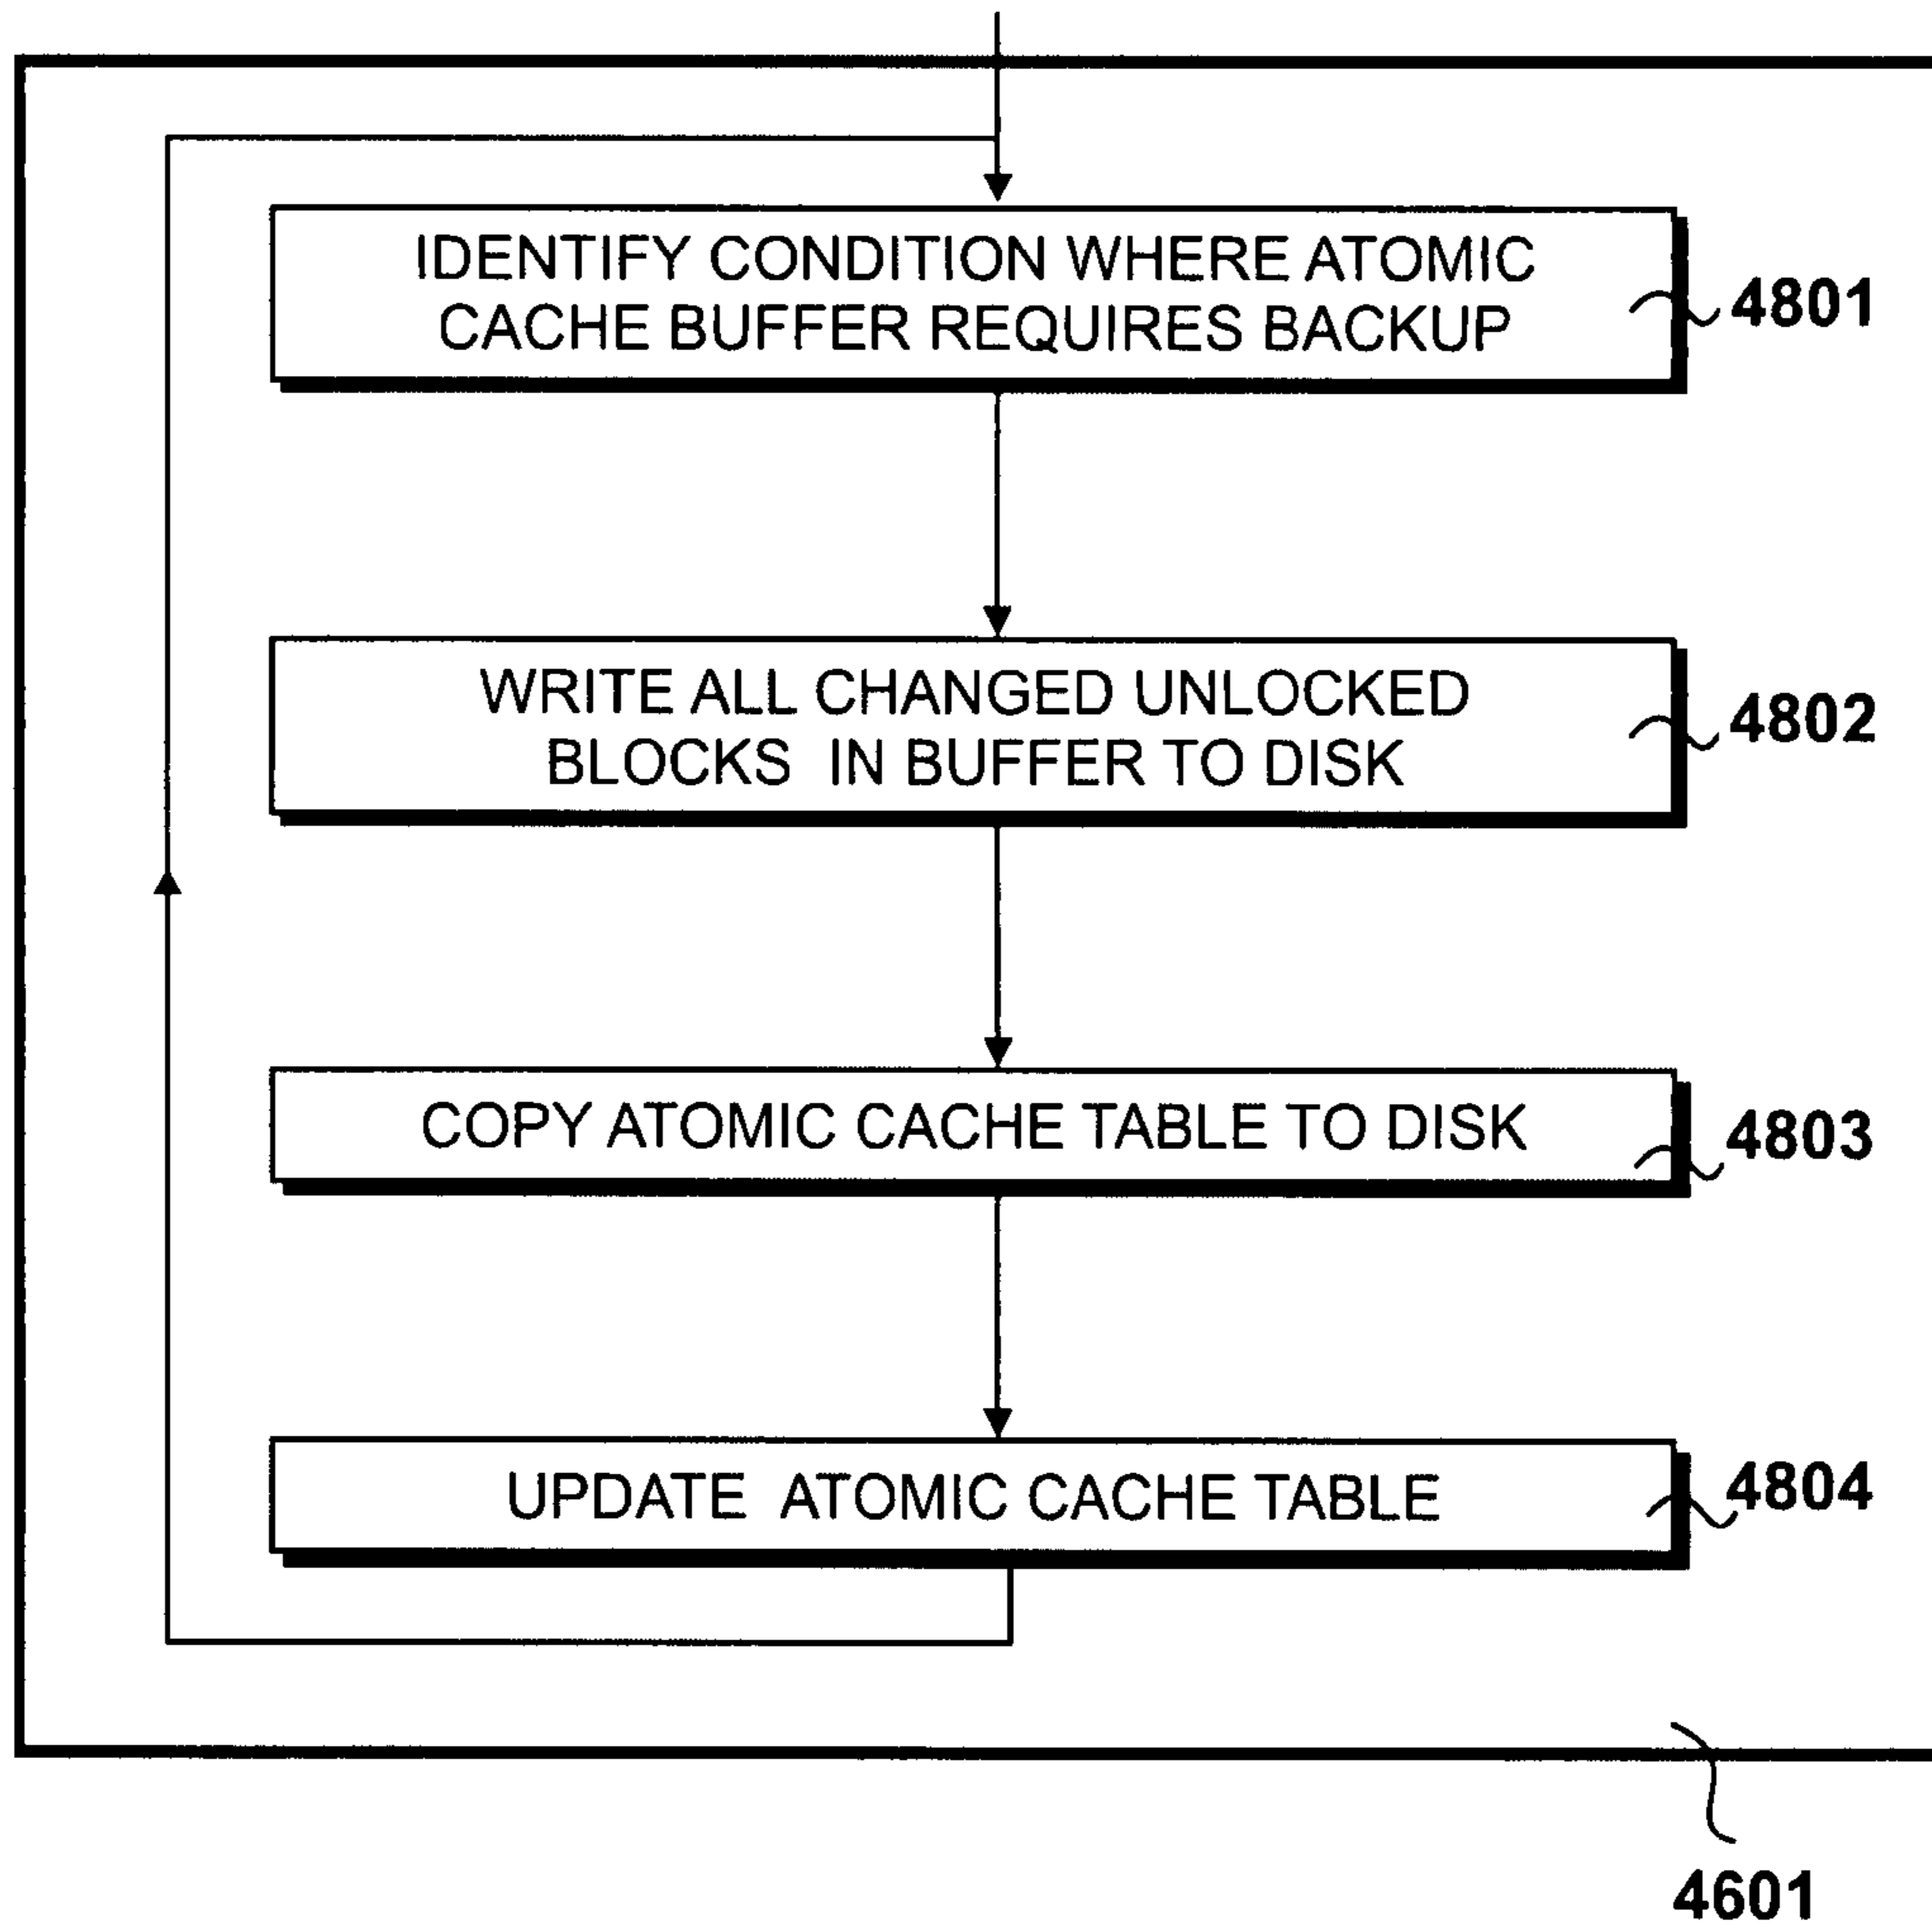 IDENTIFY CONDITION WHERE ATOMIC
CACHE BUFFER REQUIRES BACKUP
4801
WRITE ALL CHANGED UNLOCKED
BLOCKS IN BUFFER TO DISK
4802
COPY ATOMIC CACHE TABLE TO DISK
4803
UPDATE ATOMIC CACHE TABLE
4804
4601